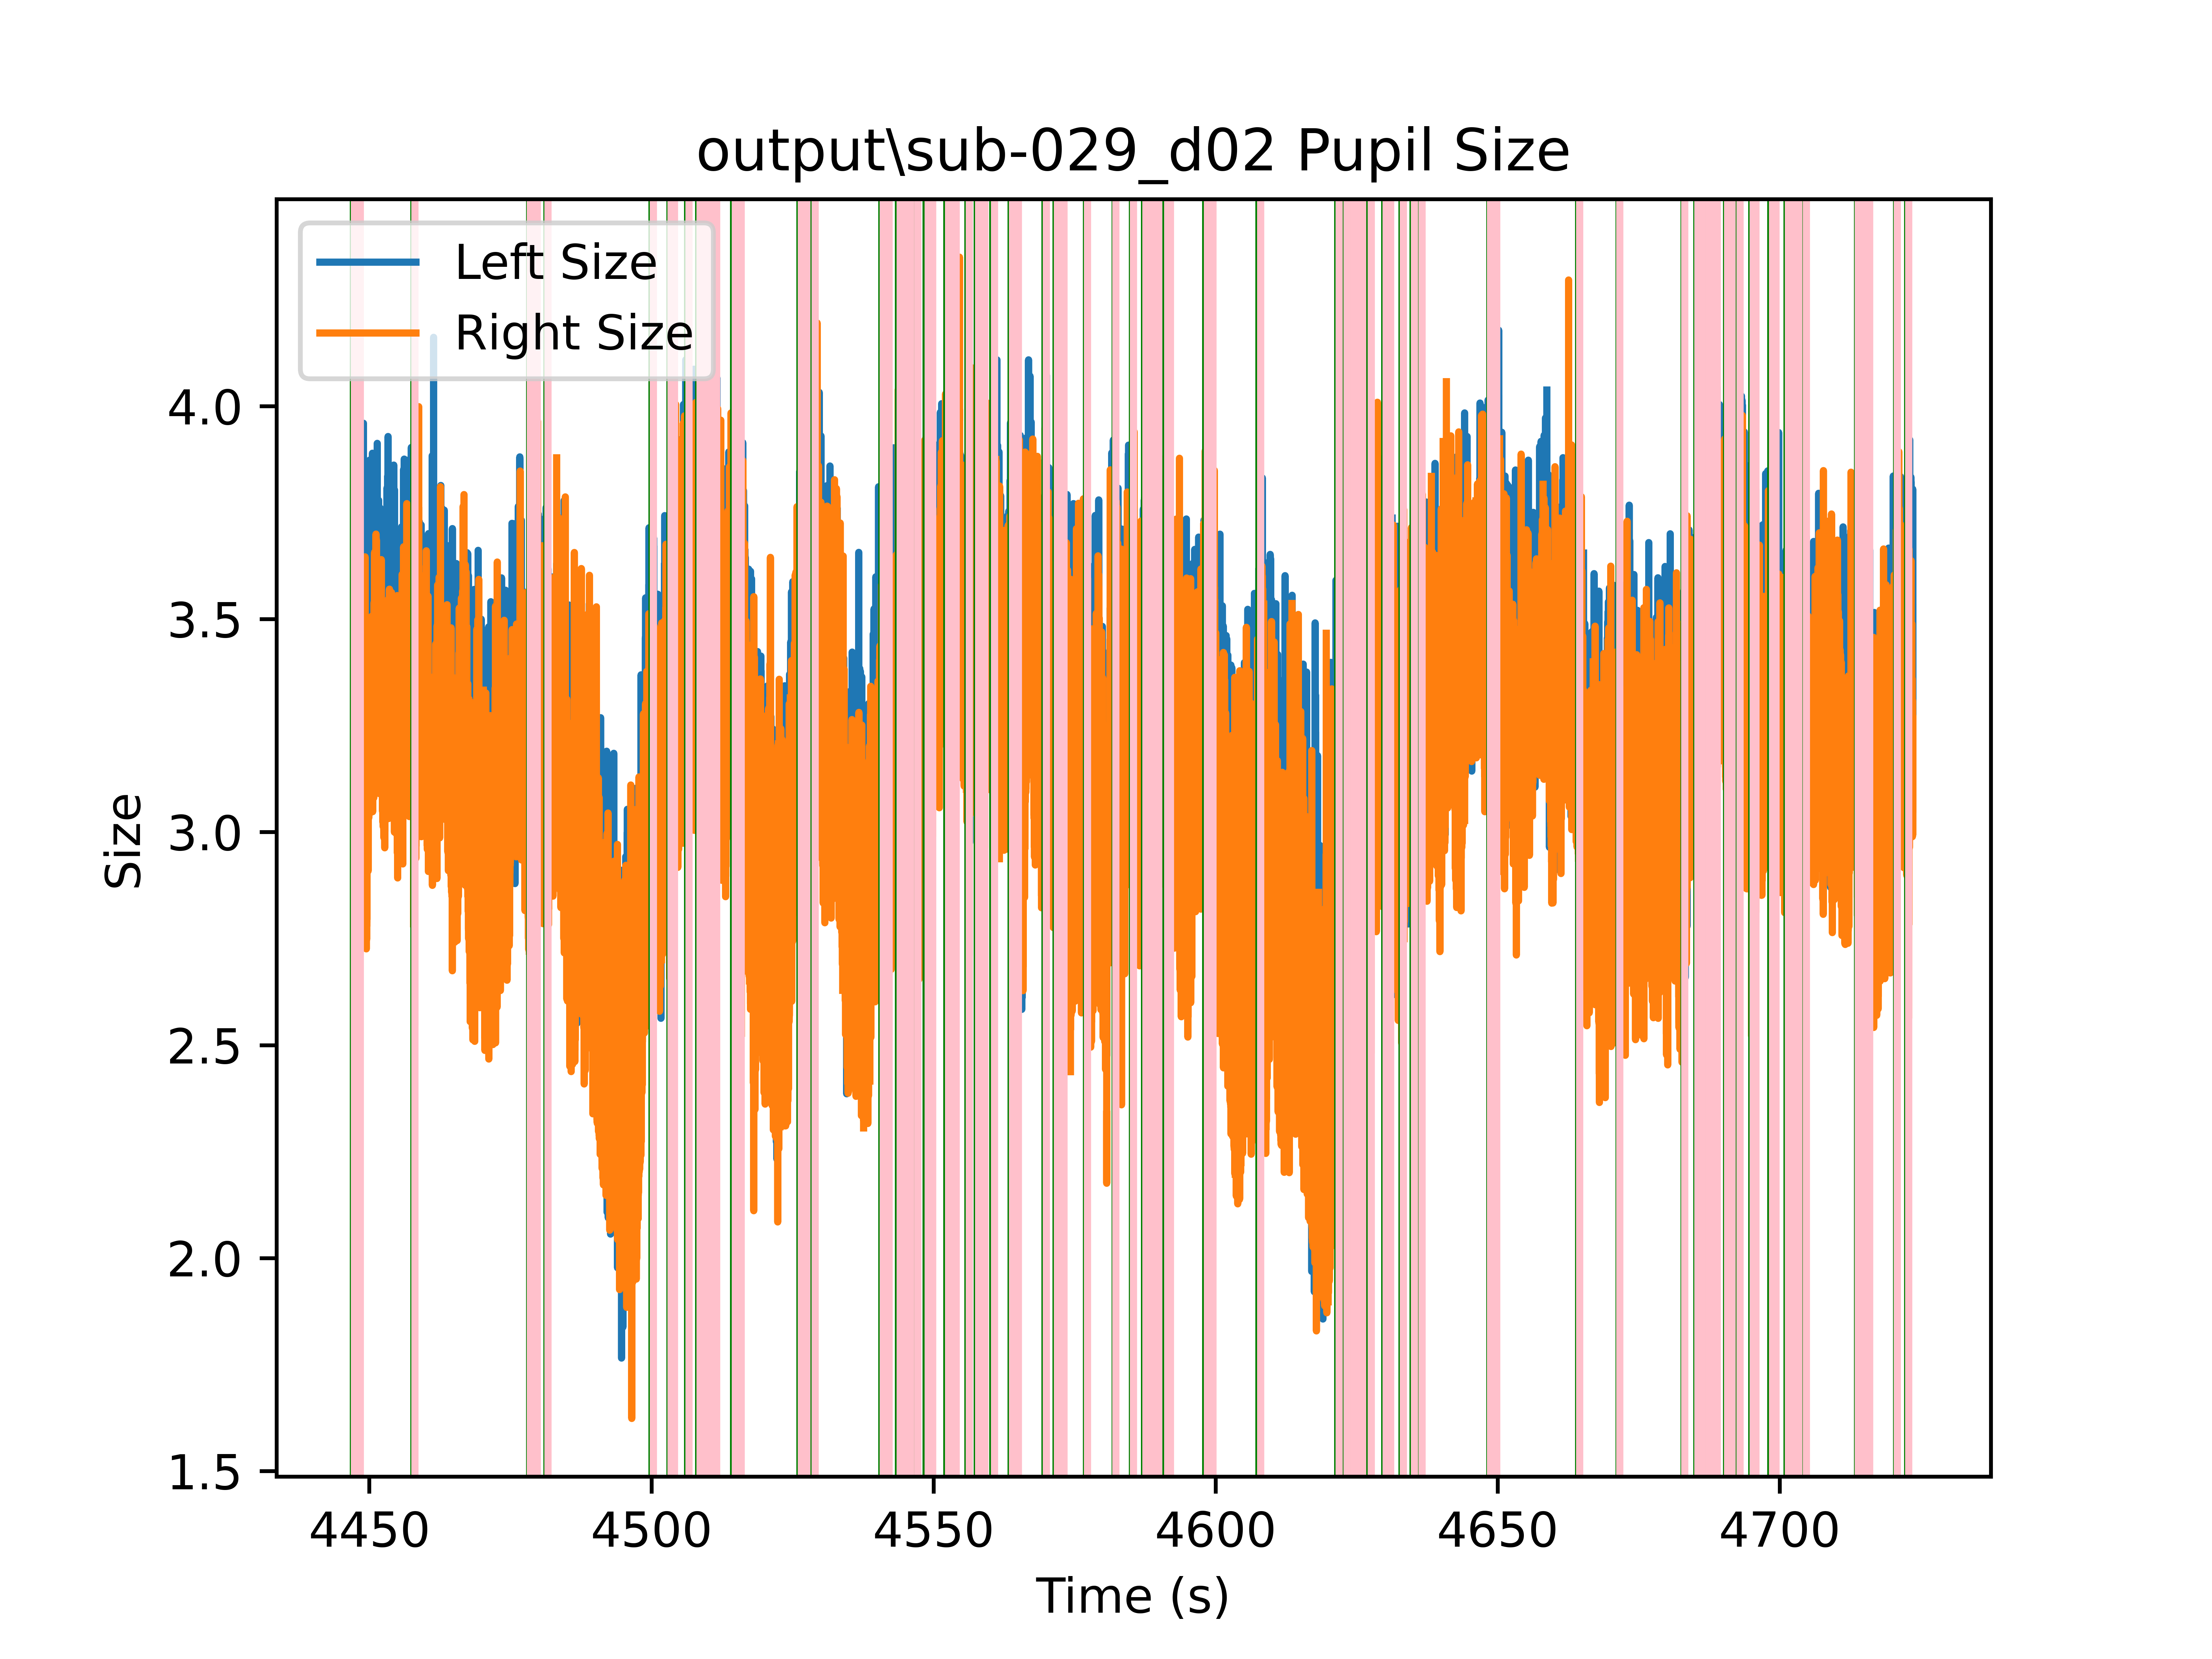 output\sub-029_d02 Pupil Size
Left Size
Right Size
4.0
3.5
3.0
2.5
2.0
1.5
Size
4450 4500 4550 4600 4650 4700
Time (s)